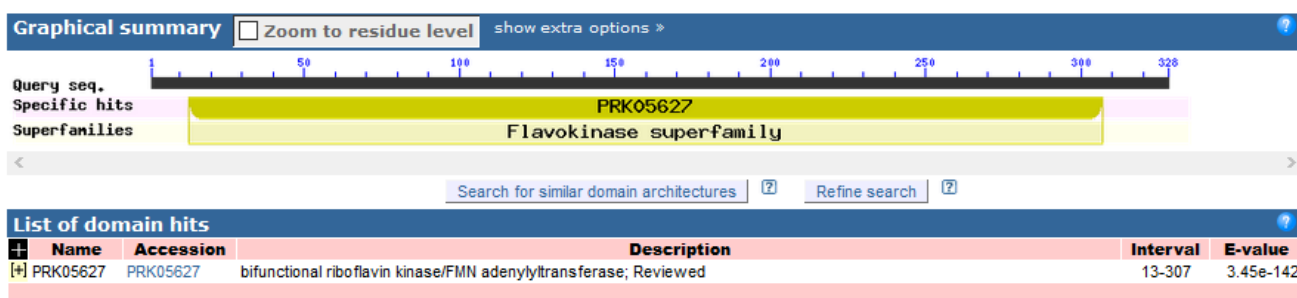 Graphical summary Zoom to residue level show extra options » ?
1 50 100 150 200 250 300 328
Query seq.
Specific hits PRK05627
Superfamilies Flavokinase superfamily
< >
Search for similar domain architectures ? Refine search ?
List of domain hits ?
+ Name Accession Description Interval E-value
[+] PRK05627 PRK05627 bifunctional riboflavin kinase/FMN adenylyltransferase; Reviewed 13-307 3.45e-142